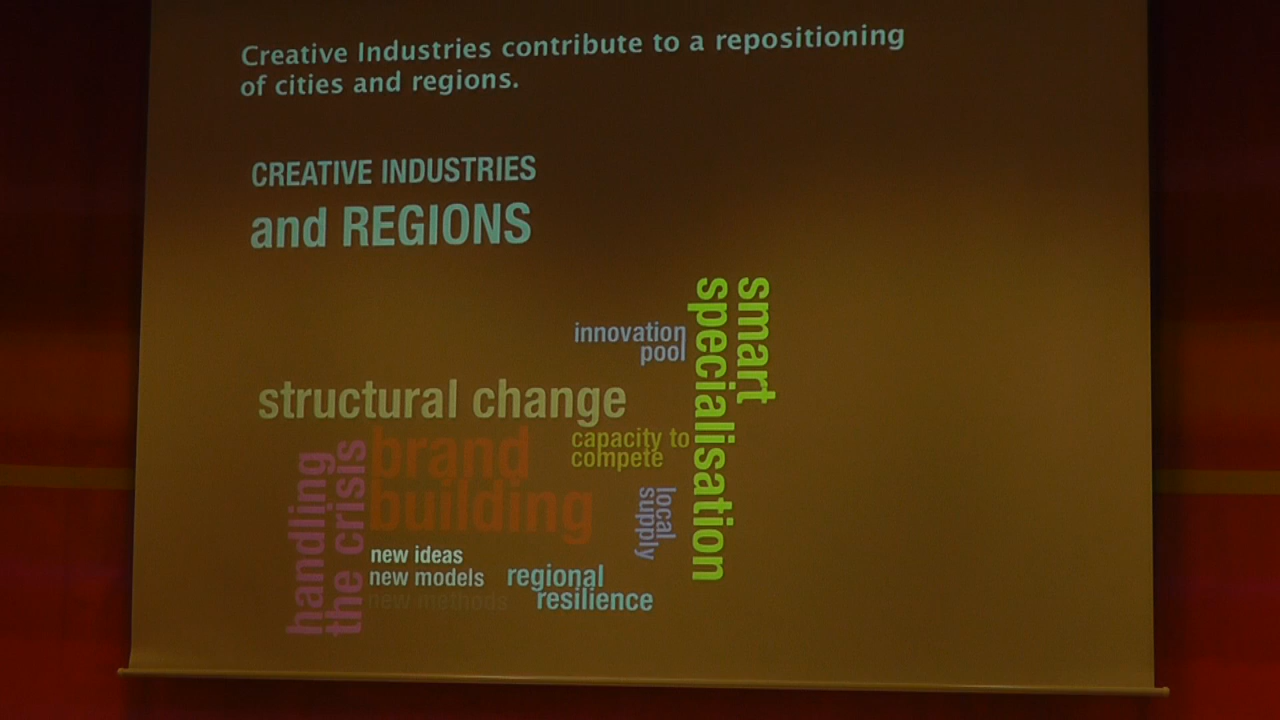 Creative Industries contribute to a repositioning
of cities and regions.
CREATIVE INDUSTRIES
and REGIONS
smart
specialisation
innovation
pool
structural change
capacity to
compete
brand
building
handling
the crisis
local
supply
new ideas
new models
new methods
regional
resilience